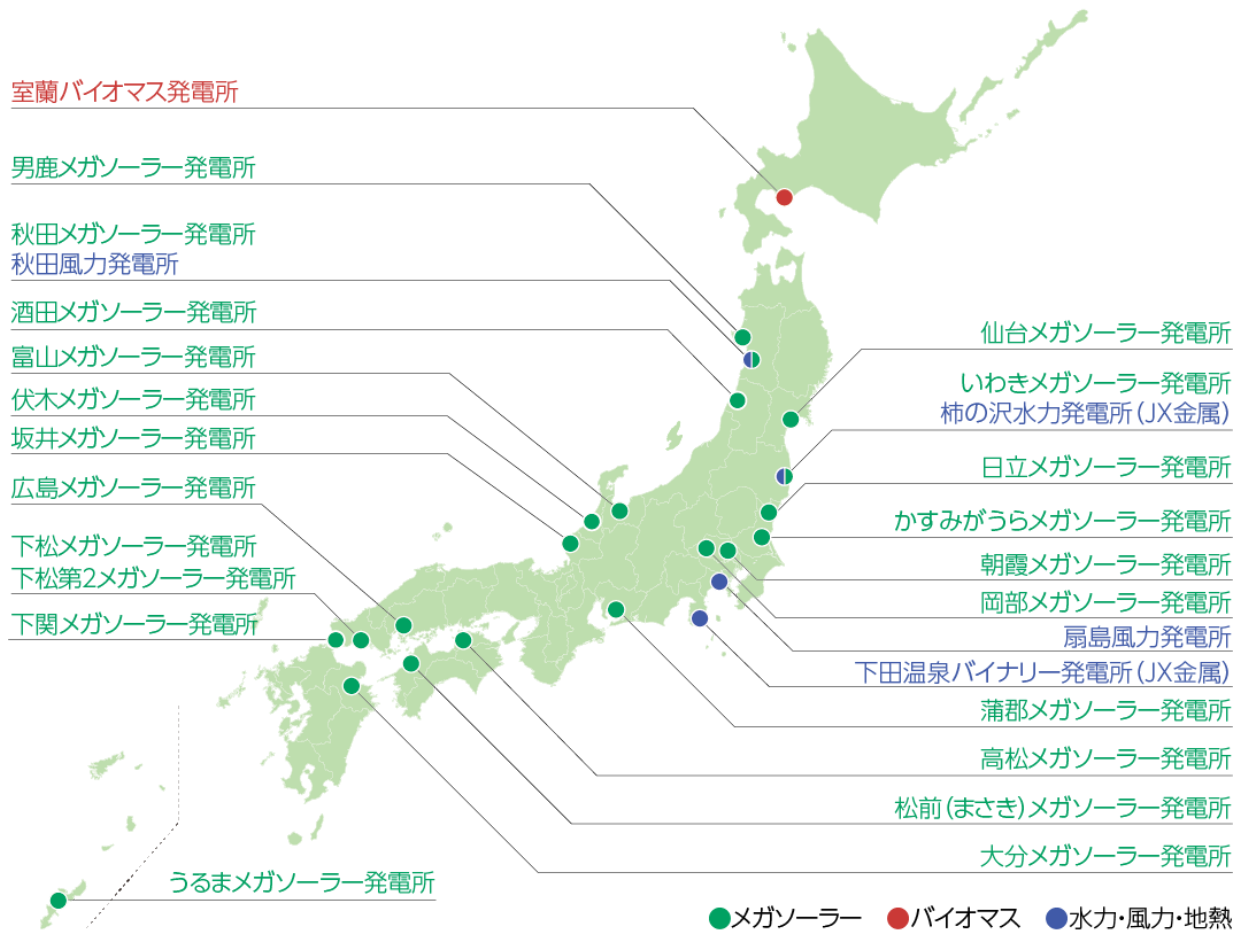 室蘭バイオマス発電所
男鹿メガソーラー発電所
秋田メガソーラー発電所
秋田風力発電所
酒田メガソーラー発電所
富山メガソーラー発電所
伏木メガソーラー発電所
坂井メガソーラー発電所
広島メガソーラー発電所
下松メガソーラー発電所
下松第2メガソーラー発電所
下関メガソーラー発電所
うるまメガソーラー発電所
仙台メガソーラー発電所
いわきメガソーラー発電所
柿の沢水力発電所(JX金属)
日立メガソーラー発電所
かすみがうらメガソーラー発電所
朝霞メガソーラー発電所
岡部メガソーラー発電所
扇島風力発電所
下田温泉バイナリー発電所(JX金属)
蒲郡メガソーラー発電所
高松メガソーラー発電所
松前(まさき)メガソーラー発電所
大分メガソーラー発電所
メガソーラー バイオマス 水力・風力・地熱